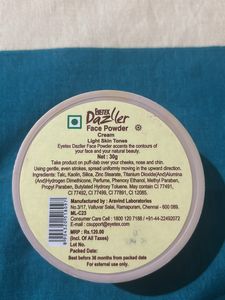 EYETEX
Dazller
Face Powder
Cream
Light Skin Tones
Eyetex Dazller Face Powder accents the contours
of your face and your natural beauty.
Net : 30g
Take product on puff-dab over your cheeks, nose and chin.
Using gentle, even strokes, spread uniformly moving in the upward direction.
Ingredients: Talc, Kaolin, Silica, Zinc Stearate, Titanium Dioxide(And)Alumina
(And)Hydrogen Dimethicone, Perfume, Phenoxy Ethanol, Methyl Paraben,
Propyl Paraben, Butylated Hydroxy Toluene. May contain CI 77491,
CI 77492, CI 77499, CI 77891, CI 12085.
Manufactured by : Aravind Laboratories
No.3/17, Valluvar Salai, Ramapuram, Chennai - 600 089.
ML-C23
Consumer Care Cell : 1800 120 7188 / +91-44-22492072
E-mail : csupport@eyetex.com
MRP : Rs.120.00
(Incl. Of All Taxes)
Lot No.
Packed Date:
Best before 36 months from packed date
For external use only.